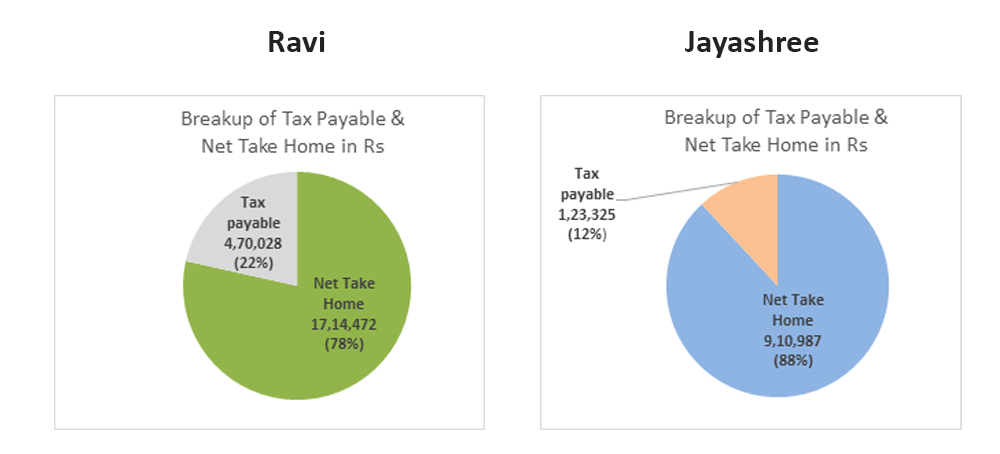 Ravi
Breakup of Tax Payable &
Net Take Home in Rs
Tax
payable
4,70,028
(22%)
Net Take
Home
17,14,472
(78%)
Jayashree
Breakup of Tax Payable &
Net Take Home in Rs
Tax
payable
1,23,325
(12%)
Net Take
Home
9,10,987
(88%)